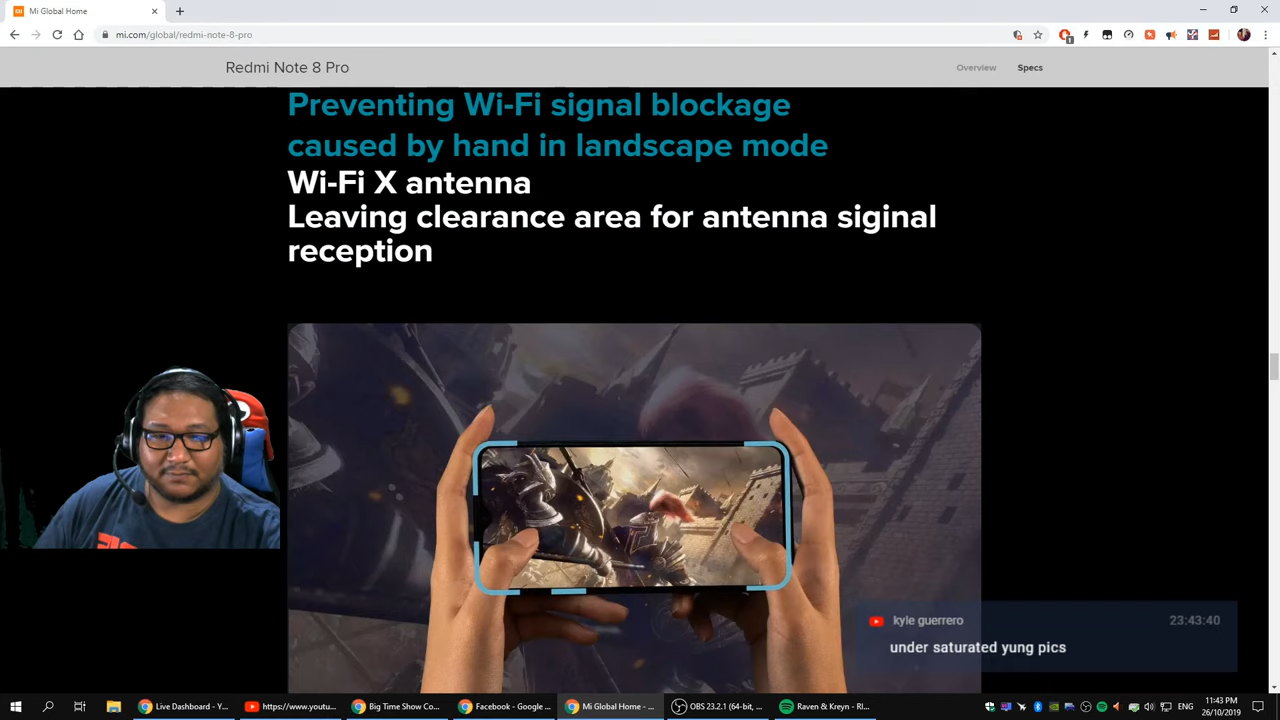 Mi Global Home
mi.com/global/redmi-note-8-pro
1
Redmi Note 8 Pro
Overview
Specs
Preventing Wi-Fi signal blockage
caused by hand in landscape mode
Wi-Fi X antenna
Leaving clearance area for antenna siginal
reception
kyle guerrero
23:43:40
under saturated yung pics
Live Dashboard - Y...
https://www.youtu...
Big Time Show Co...
Facebook - Google ...
Mi Global Home - ...
OBS 23.2.1 (64-bit, ...
Raven & Kreyn - RI...
ENG
11:43 PM
26/10/2019